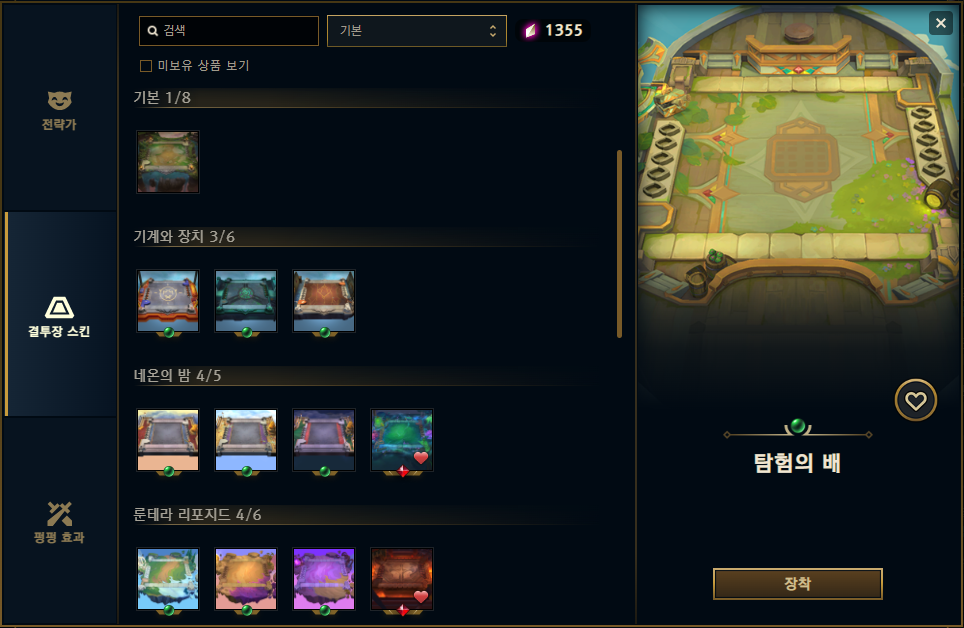 전략가
결투장 스킨
펑펑 효과
검색
기본
1355
미보유 상품 보기
기본 1/8
기계와 장치 3/6
네온의 밤 4/5
룬테라 리포지드 4/6
탐험의 배
장착